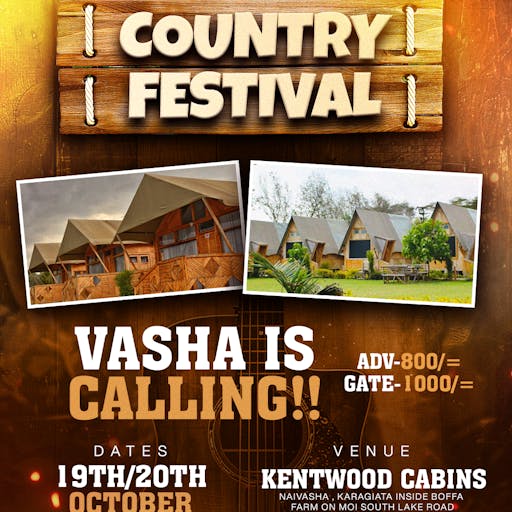 COUNTRY
FESTIVAL
VASHA IS
CALLING!!
ADV-800/=
GATE-1000/=
DATES
19TH/20TH
OCTOBER
VENUE
KENTWOOD CABINS
NAIVASHA , KARAGIATA INSIDE BOFFA
FARM ON MOI SOUTH LAKE ROAD